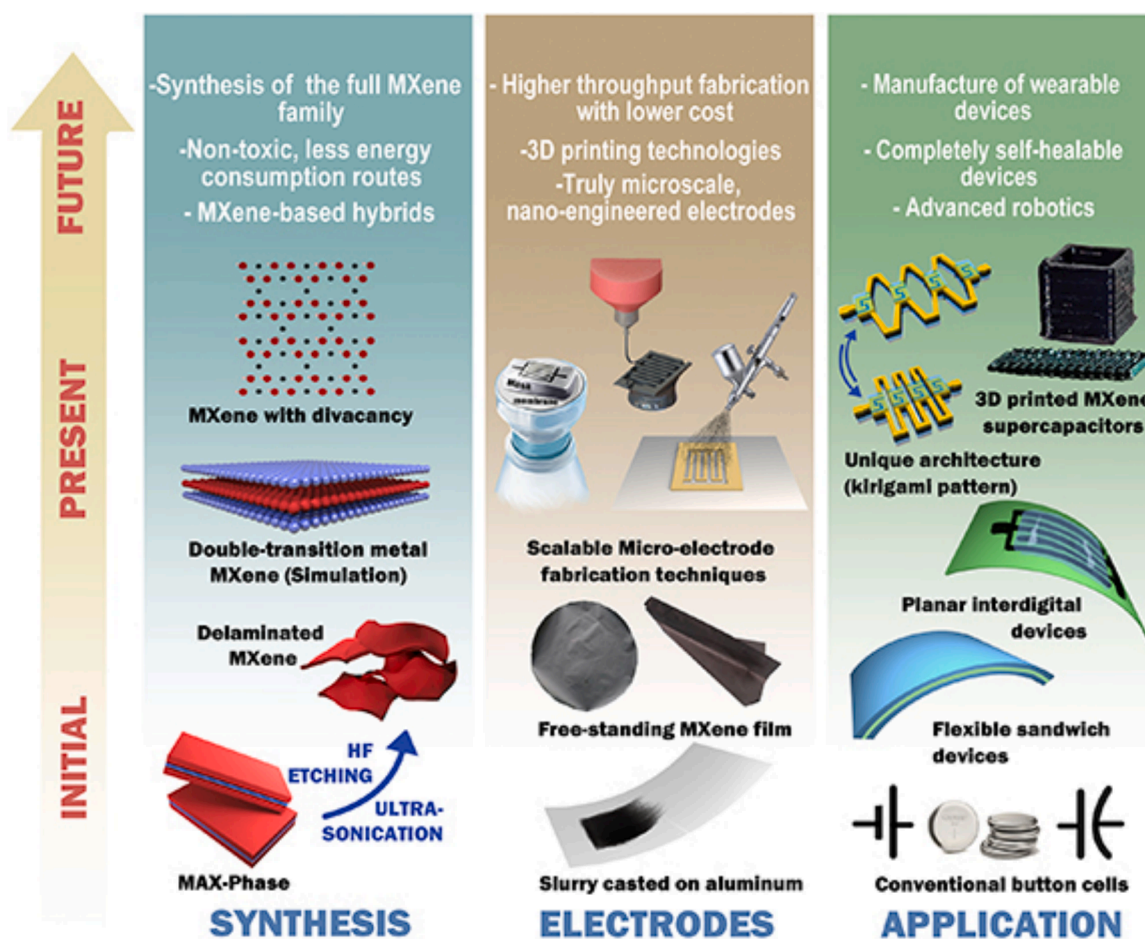 FUTURE
PRESENT
INITIAL
-Synthesis of the full MXene
family
-Non-toxic, less energy
consumption routes
- MXene-based hybrids
MXene with divacancy
Double-transition metal
MXene (Simulation)
Delaminated
MXene
HF
ETCHING
ULTRA-
SONICATION
MAX-Phase
SYNTHESIS
- Higher throughput fabrication
with lower cost
-3D printing technologies
-Truly microscale,
nano-engineered electrodes
Mask
membrane
Scalable Micro-electrode
fabrication techniques
Free-standing MXene film
Slurry casted on aluminum
ELECTRODES
- Manufacture of wearable
devices
- Completely self-healable
devices
- Advanced robotics
3D printed MXene
supercapacitors
Unique architecture
(kirigami pattern)
Planar interdigital
devices
Flexible sandwich
devices
Conventional button cells
APPLICATION